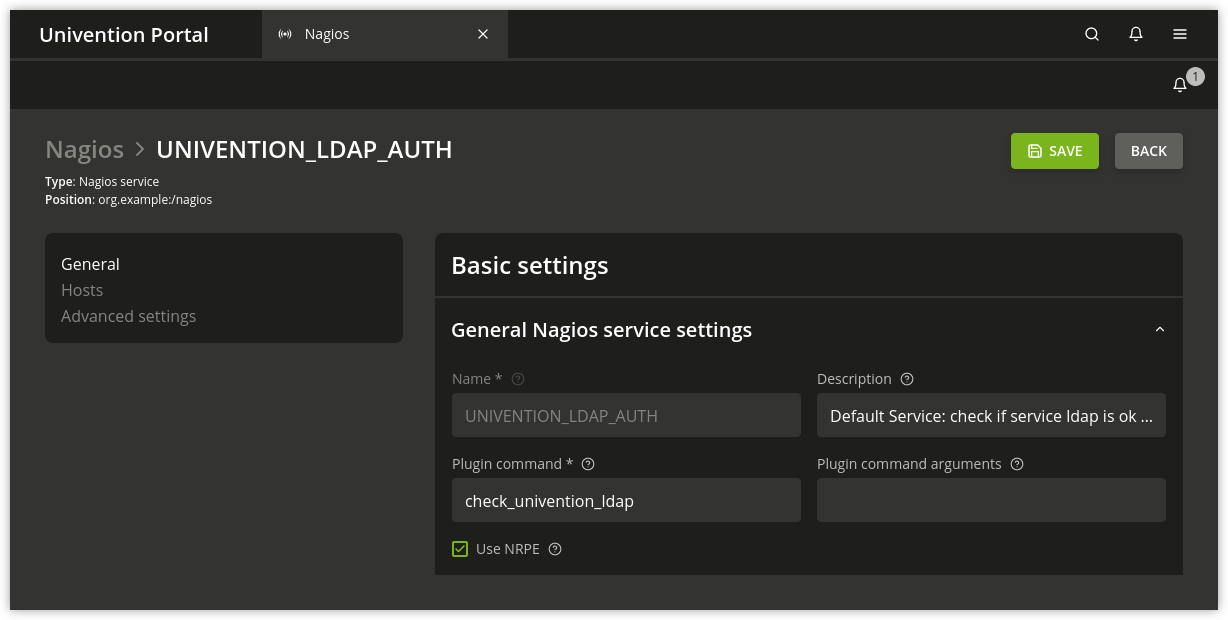 Univention Portal
Nagios
1
Nagios > UNIVENTION_LDAP_AUTH
SAVE
BACK
Type: Nagios service
Position: org.example:/nagios
General
Hosts
Advanced settings
Basic settings
General Nagios service settings
Name *
Description
UNIVENTION_LDAP_AUTH
Default Service: check if service ldap is ok ...
Plugin command *
Plugin command arguments
check_univention_ldap
Use NRPE